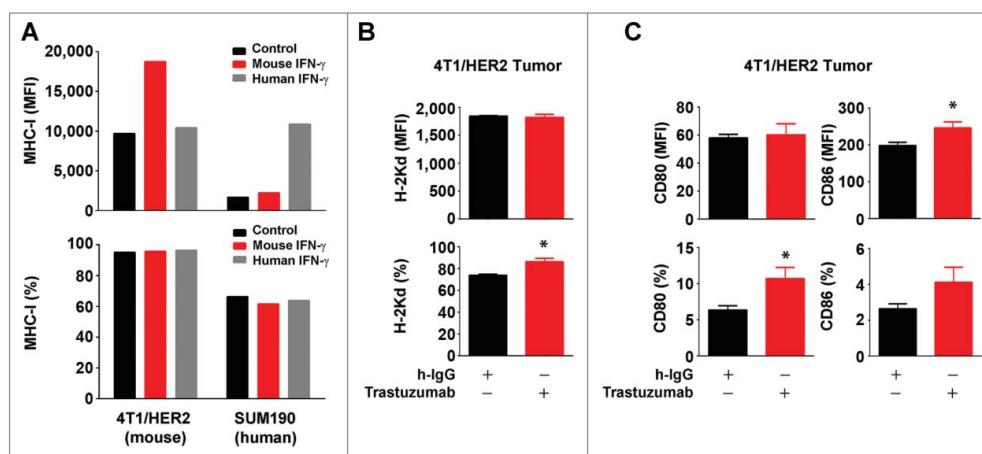 A
20,000
15,000
10,000
5,000
0
MHC-I (MFI)
Control
Mouse IFN-γ
Human IFN-γ
100
80
60
40
20
0
MHC-I (%)
Control
Mouse IFN-γ
Human IFN-γ
4T1/HER2
(mouse)
SUM190
(human)
B
4T1/HER2 Tumor
2,000
1,500
1,000
500
0
H-2Kd (MFI)
100
80
60
40
20
0
H-2Kd (%)
*
h-IgG + −
Trastuzumab − +
C
4T1/HER2 Tumor
80
60
40
20
0
CD80 (MFI)
300
200
100
0
CD86 (MFI)
*
15
10
5
0
CD80 (%)
*
6
4
2
0
CD86 (%)
h-IgG + − + −
Trastuzumab − + − +